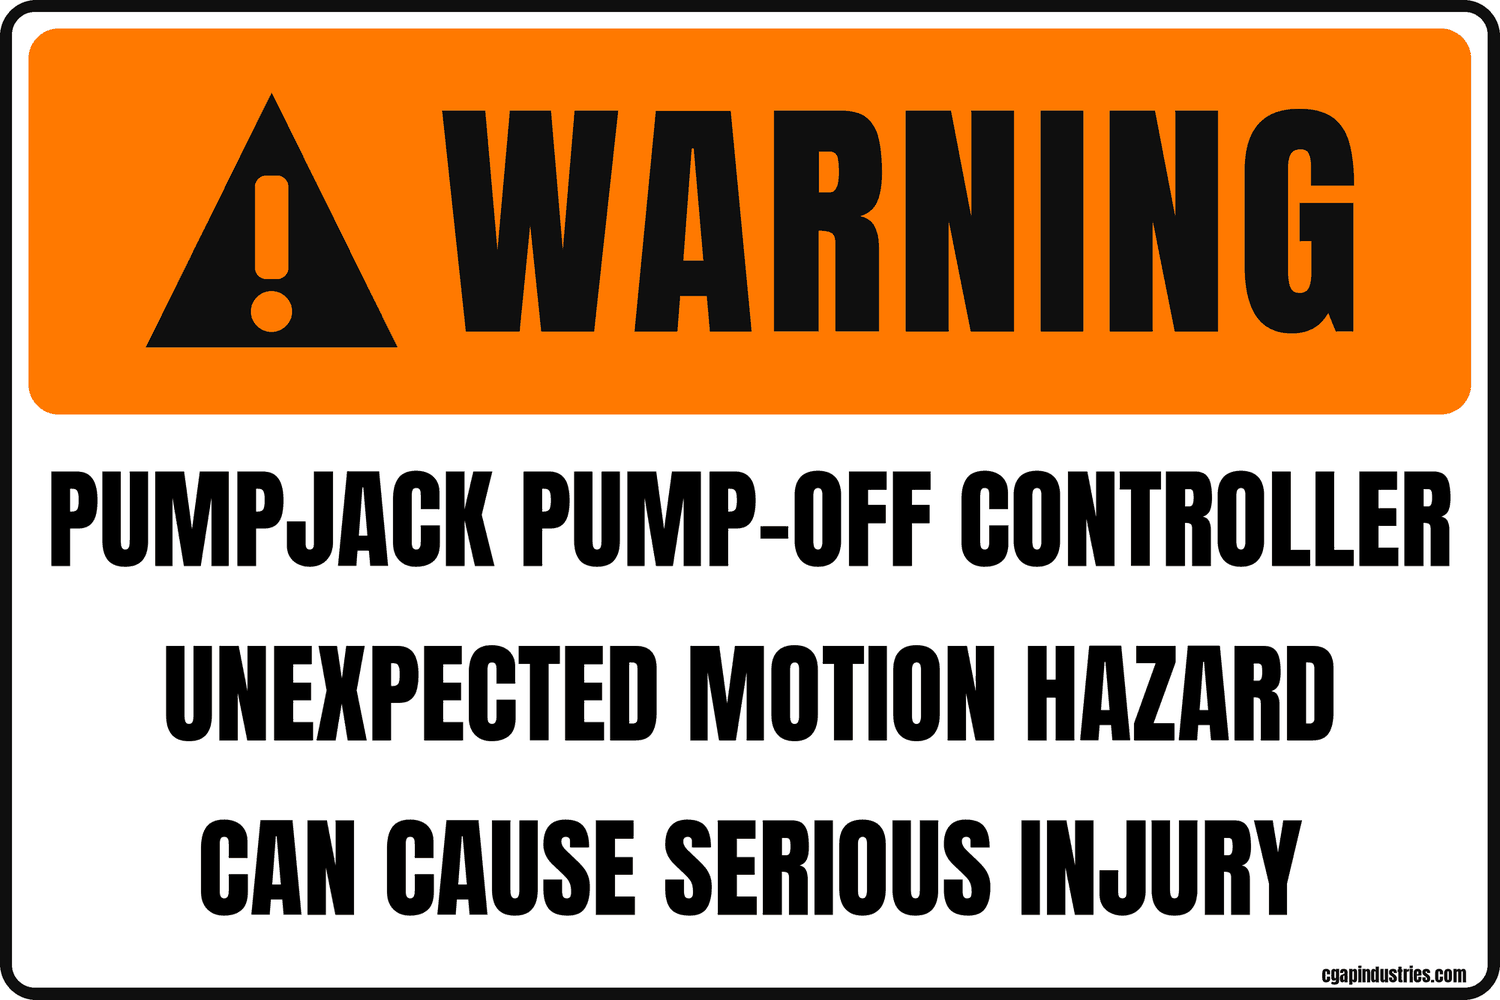 WARNING
PUMPJACK PUMP-OFF CONTROLLER
UNEXPECTED MOTION HAZARD
CAN CAUSE SERIOUS INJURY
cgapindustries.com